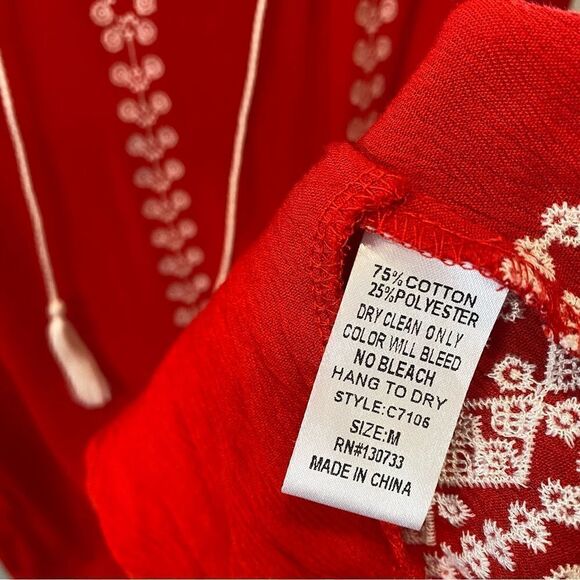 75% COTTON
25% POLYESTER
DRY CLEAN ONLY
COLOR WILL BLEED
NO BLEACH
HANG TO DRY
STYLE:C7106
SIZE:M
RN#130733
MADE IN CHINA